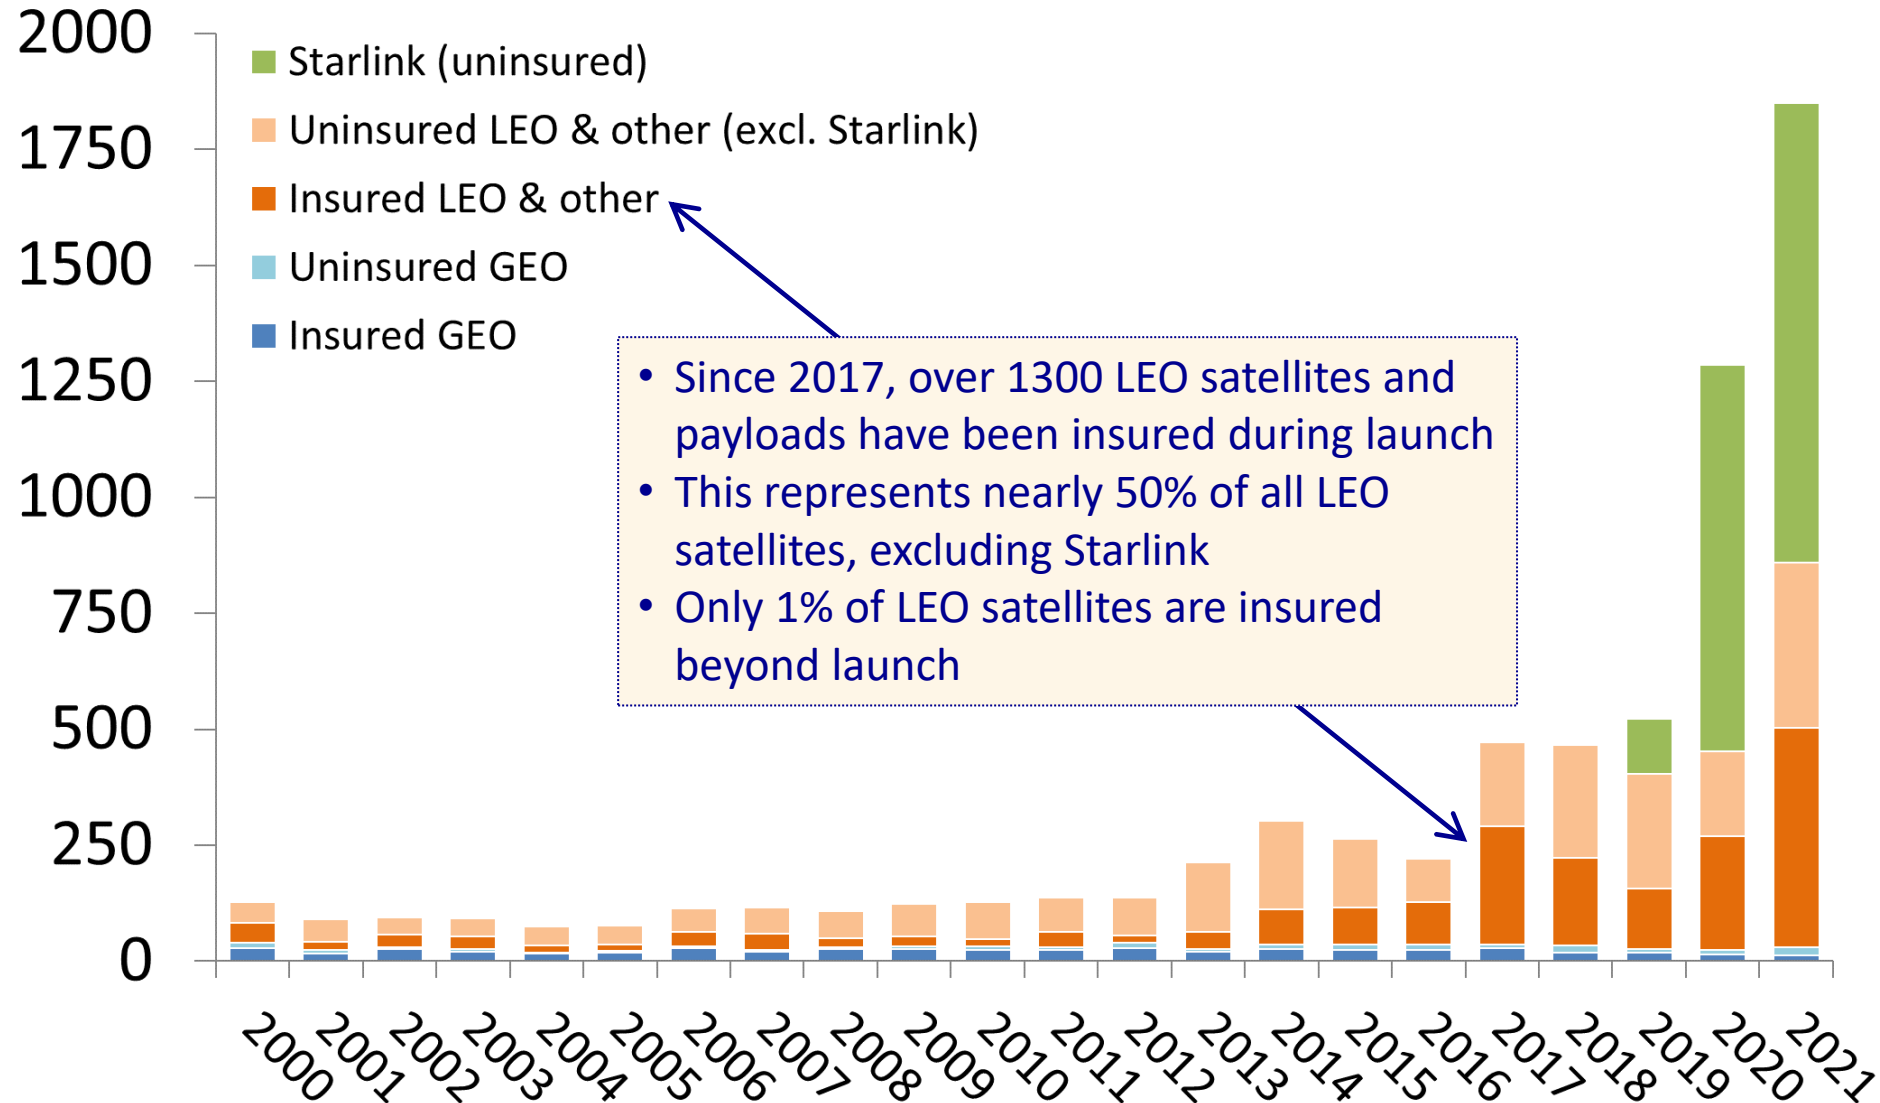 2000
1750
1500
1250
1000
750
500
250
0
Starlink (uninsured)
Uninsured LEO & other (excl. Starlink)
Insured LEO & other
Uninsured GEO
Insured GEO
• Since 2017, over 1300 LEO satellites and
payloads have been insured during launch
• This represents nearly 50% of all LEO
satellites, excluding Starlink
• Only 1% of LEO satellites are insured
beyond launch
2000
2001
2002
2003
2004
2005
2006
2007
2008
2009
2010
2011
2012
2013
2014
2015
2016
2017
2018
2019
2020
2021